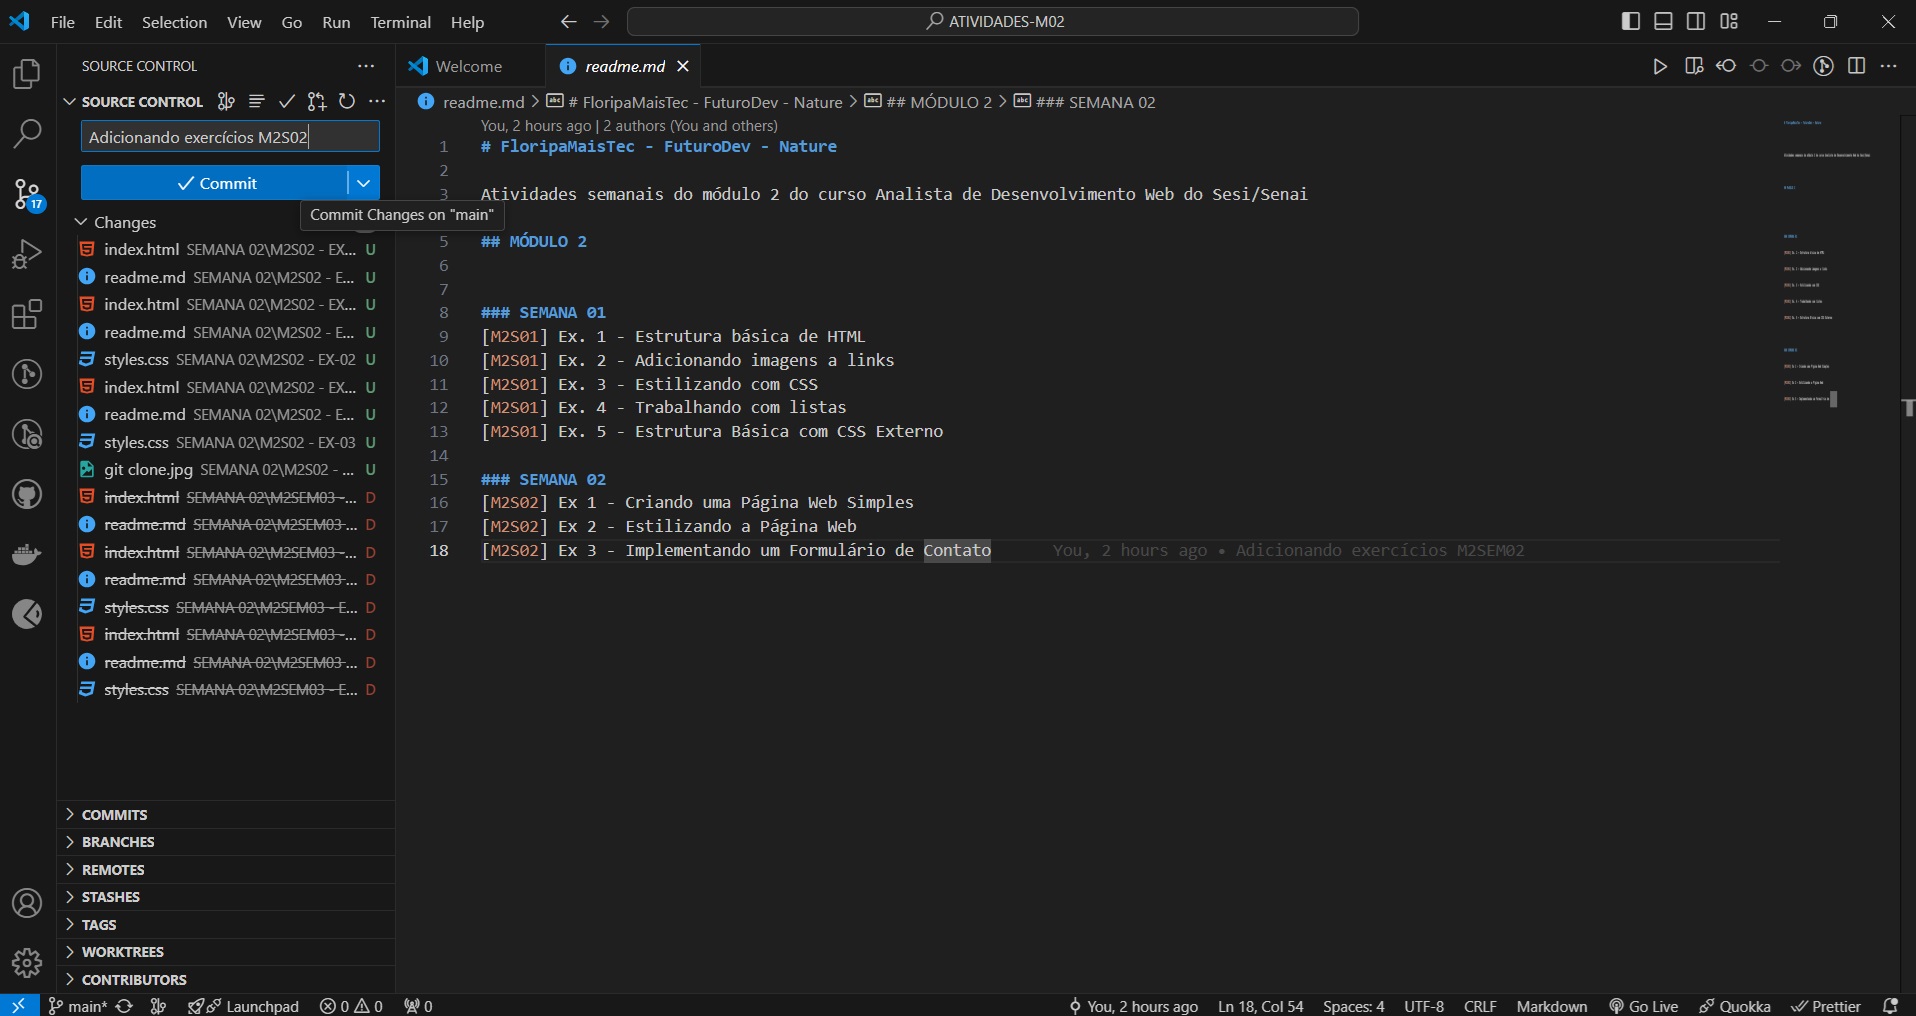 File Edit Selection View Go Run Terminal Help
ATIVIDADES-M02
SOURCE CONTROL
SOURCE CONTROL
Adicionando exercícios M2S02
Commit
Commit Changes on "main"
17
Changes
index.html SEMANA 02\M2S02 - EX... U
readme.md SEMANA 02\M2S02 - E... U
index.html SEMANA 02\M2S02 - EX... U
readme.md SEMANA 02\M2S02 - E... U
styles.css SEMANA 02\M2S02 - EX-02 U
index.html SEMANA 02\M2S02 - EX... U
readme.md SEMANA 02\M2S02 - E... U
styles.css SEMANA 02\M2S02 - EX-03 U
git clone.jpg SEMANA 02\M2S02 - ... U
index.html SEMANA 02\M2SEM03 -... D
readme.md SEMANA 02\M2SEM03-... D
index.html SEMANA 02\M2SEM03 -... D
readme.md SEMANA 02\M2SEM03-... D
styles.css SEMANA 02\M2SEM03 - E... D
index.html SEMANA 02\M2SEM03 -... D
readme.md SEMANA 02\M2SEM03-... D
styles.css SEMANA 02\M2SEM03 - E... D
COMMITS
BRANCHES
REMOTES
STASHES
TAGS
WORKTREES
CONTRIBUTORS
Welcome
readme.md
readme.md > # FloripaMaisTec - FuturoDev - Nature > ## MÓDULO 2 > ### SEMANA 02
You, 2 hours ago | 2 authors (You and others)
1 # FloripaMaisTec - FuturoDev - Nature
2
3 Atividades semanais do módulo 2 do curso Analista de Desenvolvimento Web do Sesi/Senai
5 ## MÓDULO 2
6
7
8 ### SEMANA 01
9 [M2S01] Ex. 1 - Estrutura básica de HTML
10 [M2S01] Ex. 2 - Adicionando imagens a links
11 [M2S01] Ex. 3 - Estilizando com CSS
12 [M2S01] Ex. 4 - Trabalhando com listas
13 [M2S01] Ex. 5 - Estrutura Básica com CSS Externo
14
15 ### SEMANA 02
16 [M2S02] Ex 1 - Criando uma Página Web Simples
17 [M2S02] Ex 2 - Estilizando a Página Web
18 [M2S02] Ex 3 - Implementando um Formulário de Contato You, 2 hours ago • Adicionando exercícios M2SEM02
main* Launchpad 0 0 0 You, 2 hours ago Ln 18, Col 54 Spaces: 4 UTF-8 CRLF Markdown Go Live Quokka Prettier